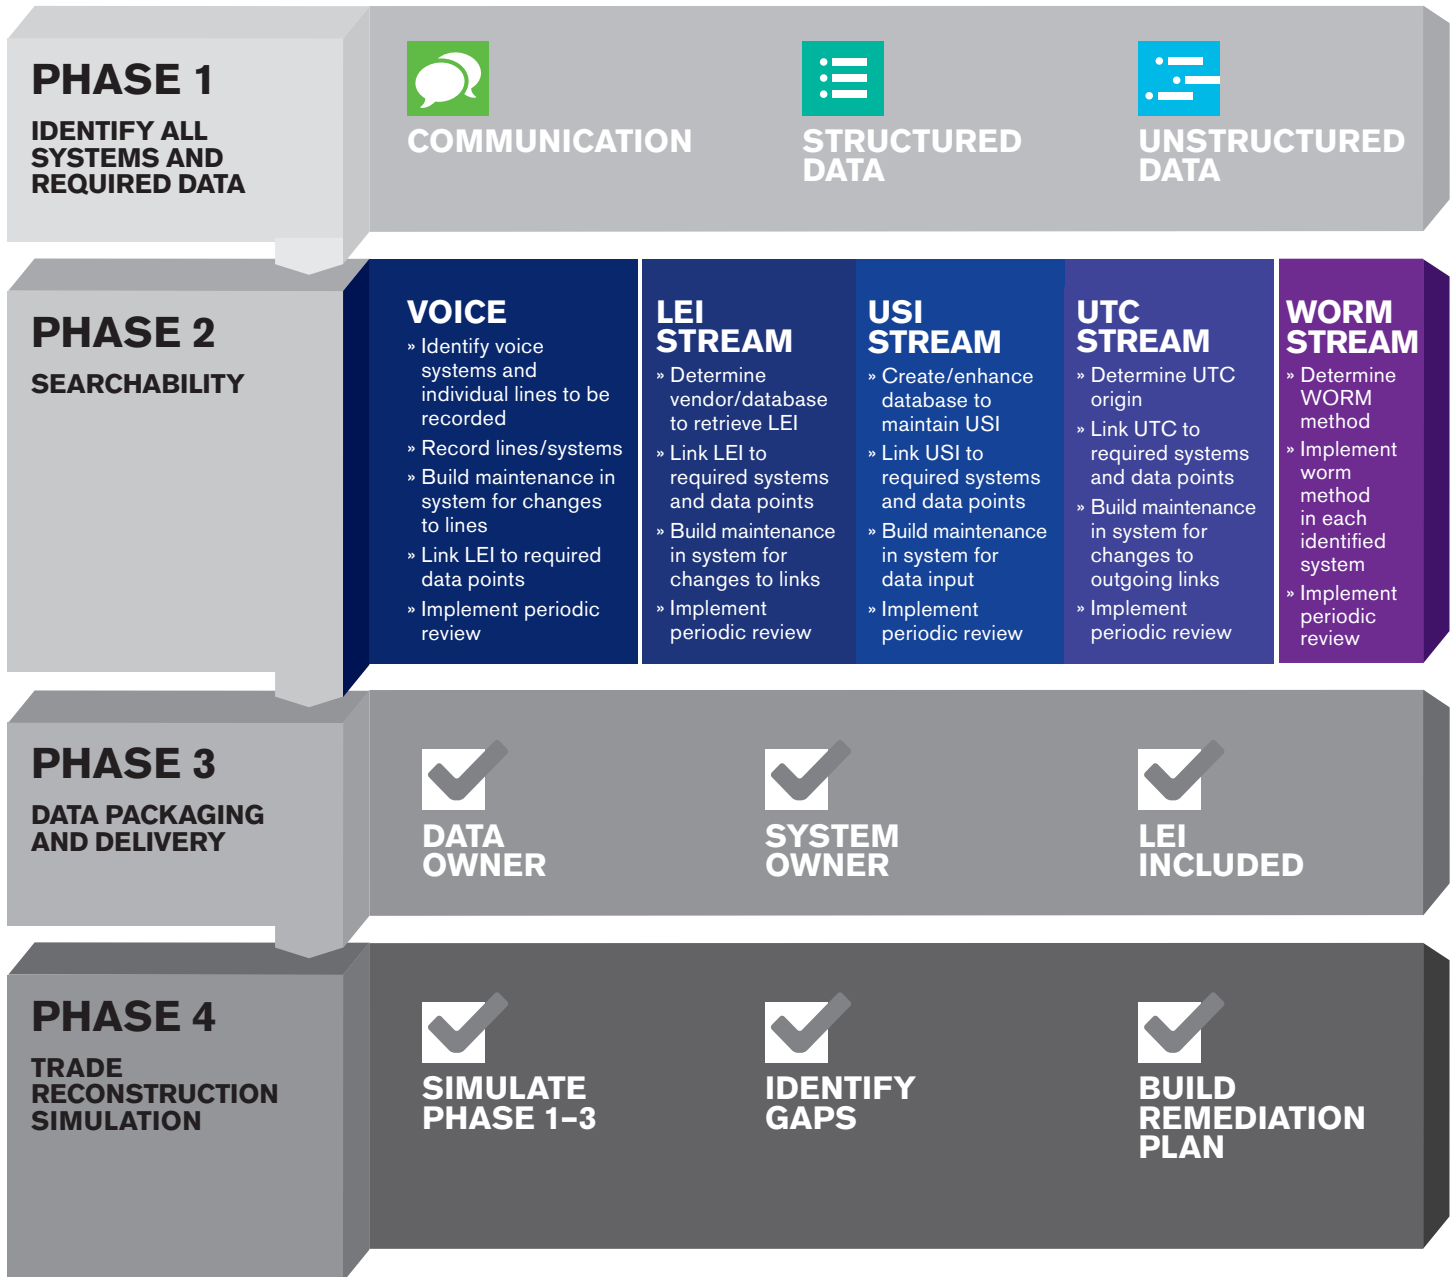 PHASE 1
IDENTIFY ALL
SYSTEMS AND
REQUIRED DATA
COMMUNICATION
STRUCTURED
DATA
UNSTRUCTURED
DATA
PHASE 2
SEARCHABILITY
VOICE
» Identify voice
systems and
individual lines to be
recorded
» Record lines/systems
» Build maintenance in
system for changes
to lines
» Link LEI to required
data points
» Implement periodic
review
LEI
STREAM
» Determine
vendor/database
to retrieve LEI
» Link LEI to
required systems
and data points
» Build maintenance
in system for
changes to links
» Implement
periodic review
USI
STREAM
» Create/enhance
database to
maintain USI
» Link USI to
required systems
and data points
» Build maintenance
in system for
data input
» Implement
periodic review
UTC
STREAM
» Determine UTC
origin
» Link UTC to
required systems
and data points
» Build maintenance
in system for
changes to
outgoing links
» Implement
periodic review
WORM
STREAM
» Determine
WORM
method
» Implement
worm
method
in each
identified
system
» Implement
periodic
review
PHASE 3
DATA PACKAGING
AND DELIVERY
DATA
OWNER
SYSTEM
OWNER
LEI
INCLUDED
PHASE 4
TRADE
RECONSTRUCTION
SIMULATION
SIMULATE
PHASE 1–3
IDENTIFY
GAPS
BUILD
REMEDIATION
PLAN